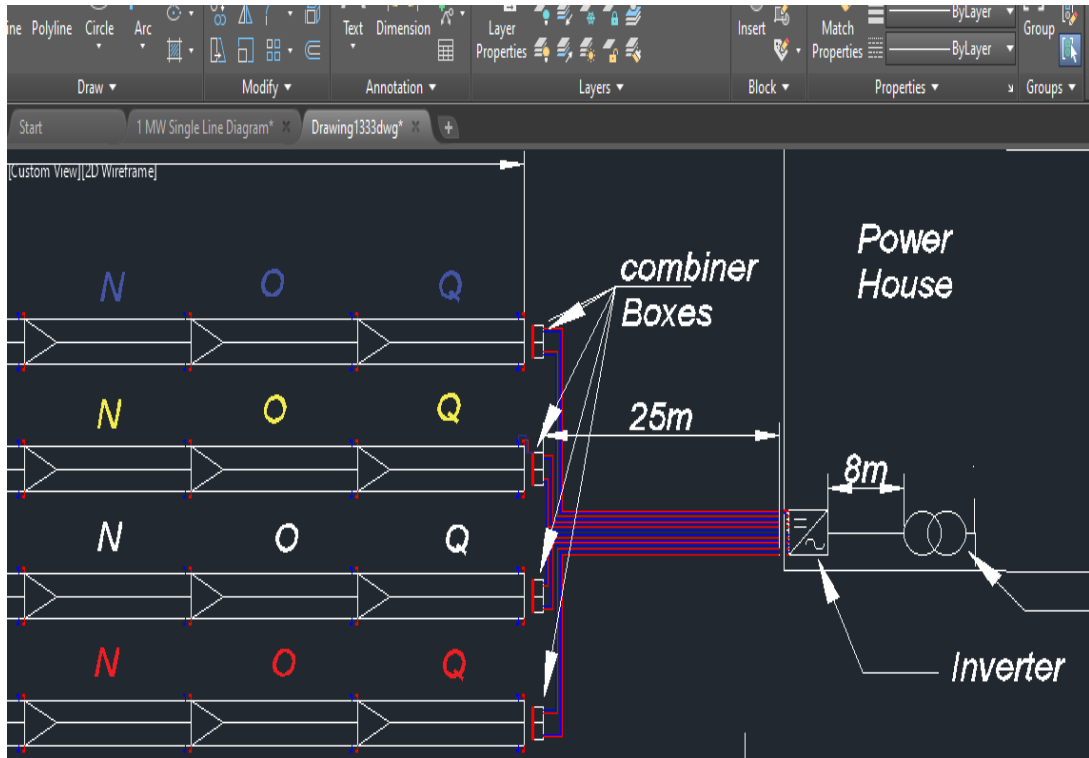 Polyline Circle Arc
Text Dimension
Layer
Properties
Insert
Match
Properties
ByLayer
ByLayer
Group
Draw Modify Annotation Layers Block Properties Groups
Start 1 MW Single Line Diagram* Drawing1333dwg*
[Custom View][2D Wireframe]
Power
House
combiner
Boxes
N O Q
N O Q
25m
8m
N O Q
N O Q
Inverter